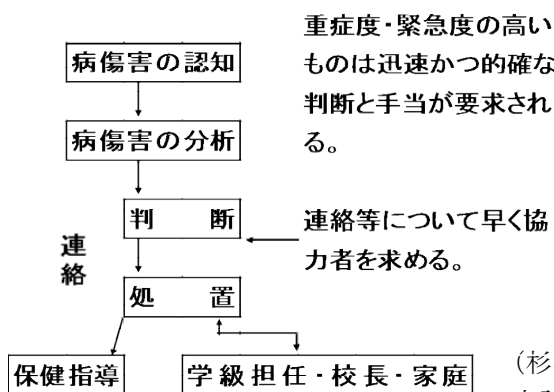 重症度・緊急度の高い
ものは迅速かつ的確な
判断と手当が要求され
る。
病傷害の認知
病傷害の分析
判 断
連絡等について早く協
力者を求める。
連
絡
処 置
保健指導
学級担任・校長・家庭
(杉